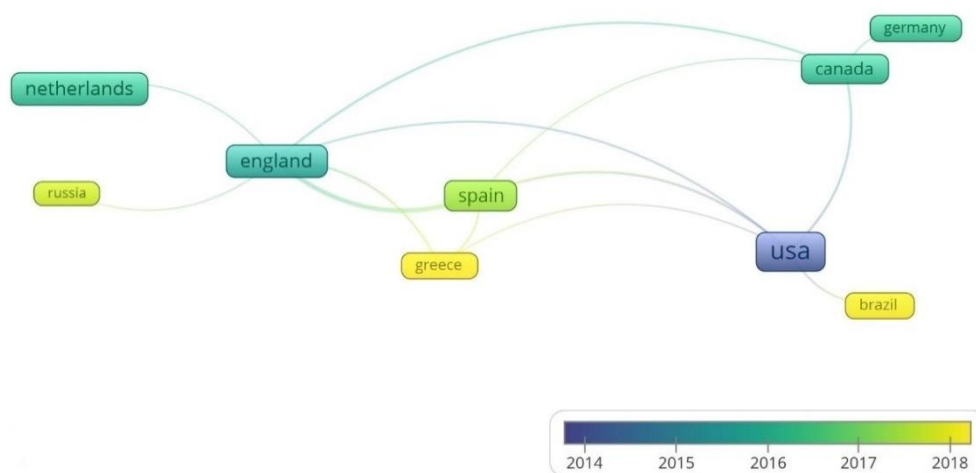 germany
canada
netherlands
england
russia
spain
usa
greece
brazil
2014 2015 2016 2017 2018